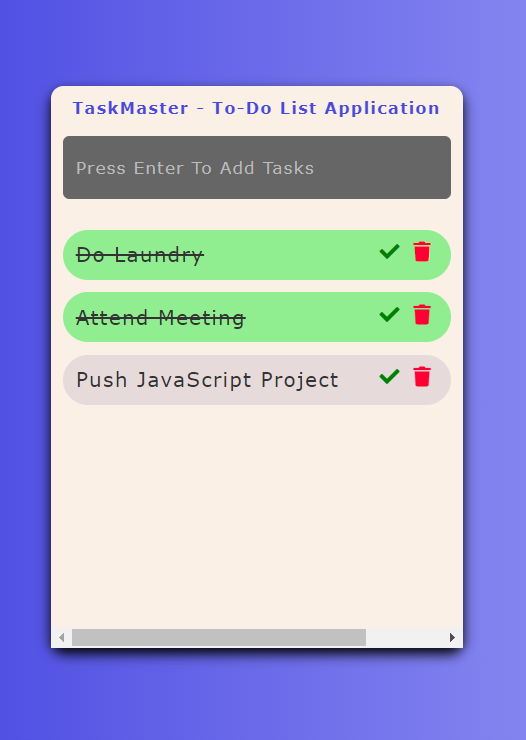 TaskMaster - To-Do List Application
Press Enter To Add Tasks
Do Laundry
Attend Meeting
Push JavaScript Project